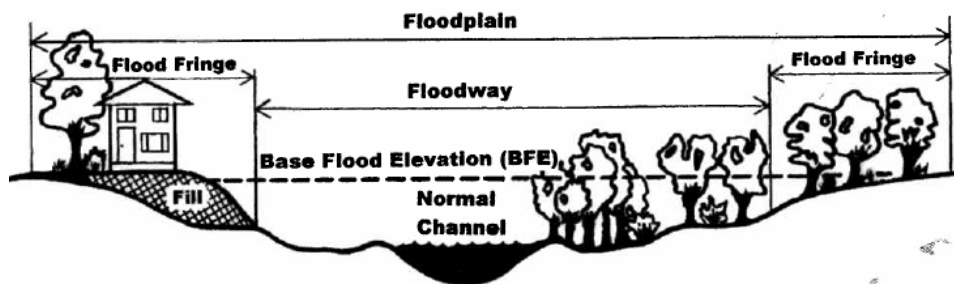 Floodplain
Flood Fringe
Flood Fringe
Floodway
Base Flood Elevation (BFE)
Fill
Normal
Channel